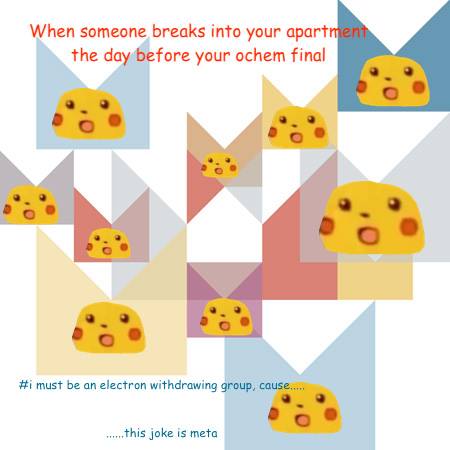 When someone breaks into your apartment
the day before your ochem final
#i must be an electron withdrawing group, cause.....
......this joke is meta